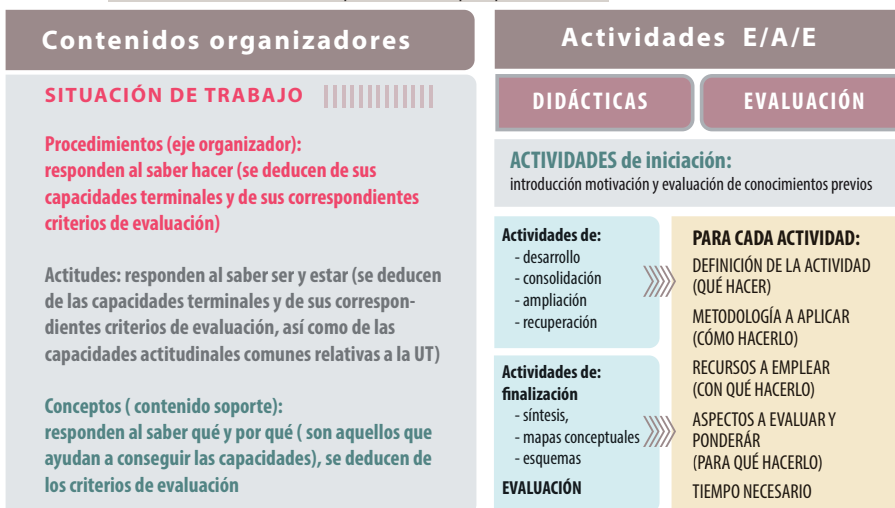 Contenidos organizadores
SITUACIÓN DE TRABAJO
Procedimientos (eje organizador):
responden al saber hacer (se deducen de sus
capacidades terminales y de sus correspondientes
criterios de evaluación)
Actitudes: responden al saber ser y estar (se deducen
de las capacidades terminales y de sus correspon-
dientes criterios de evaluación, así como de las
capacidades actitudinales comunes relativas a la UT)
Conceptos ( contenido soporte):
responden al saber qué y por qué ( son aquellos que
ayudan a conseguir las capacidades), se deducen de
los criterios de evaluación
Actividades E/A/E
DIDÁCTICAS
EVALUACIÓN
ACTIVIDADES de iniciación:
introducción motivación y evaluación de conocimientos previos
Actividades de:
- desarrollo
- consolidación
- ampliación
- recuperación
Actividades de:
finalización
- síntesis,
- mapas conceptuales
- esquemas
EVALUACIÓN
PARA CADA ACTIVIDAD:
DEFINICIÓN DE LA ACTIVIDAD
(QUÉ HACER)
METODOLOGÍA A APLICAR
(CÓMO HACERLO)
RECURSOS A EMPLEAR
(CON QUÉ HACERLO)
ASPECTOS A EVALUAR Y
PONDERÁR
(PARA QUÉ HACERLO)
TIEMPO NECESARIO